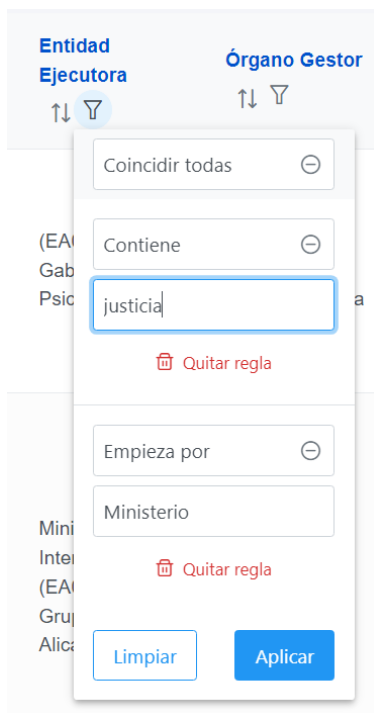 Entidad
Ejecutora
Órgano Gestor
Coincidir todas
Contiene
justicia
Quitar regla
Empieza por
Ministerio
Quitar regla
Limpiar
Aplicar